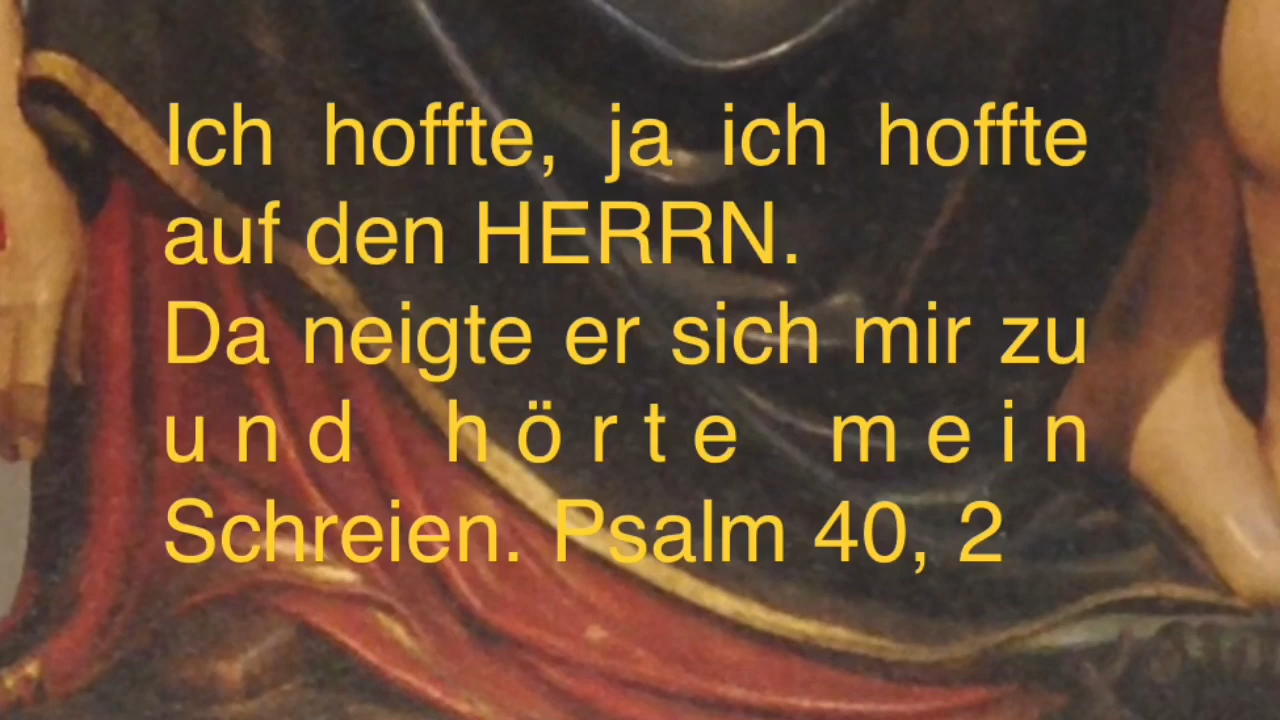 Ich hoffte, ja ich hoffte
auf den HERRN.
Da neigte er sich mir zu
und hörte mein
Schreien. Psalm 40, 2